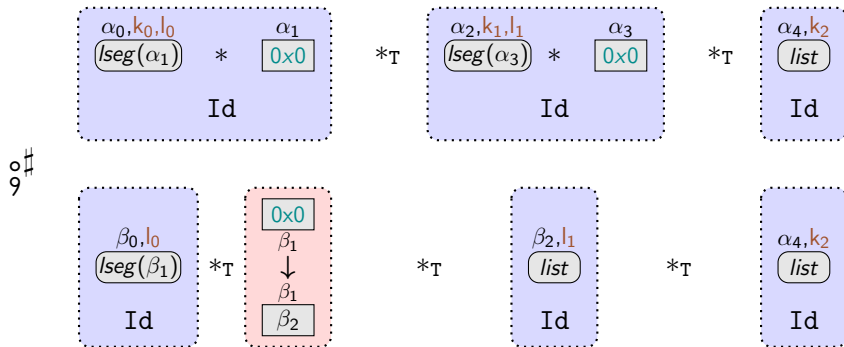 α₀,k₀,l₀ α₁ α₂,k₁,l₁ α₃ α₄,k₂
lseg(α₁) * 0x0 *T lseg(α₃) * 0x0 *T list
Id Id Id
⨟♯
0x0
β₀,l₀ β₁ β₂,l₁ α₄,k₂
lseg(β₁) *T ↓ *T list *T list
β₁
Id β₂ Id Id